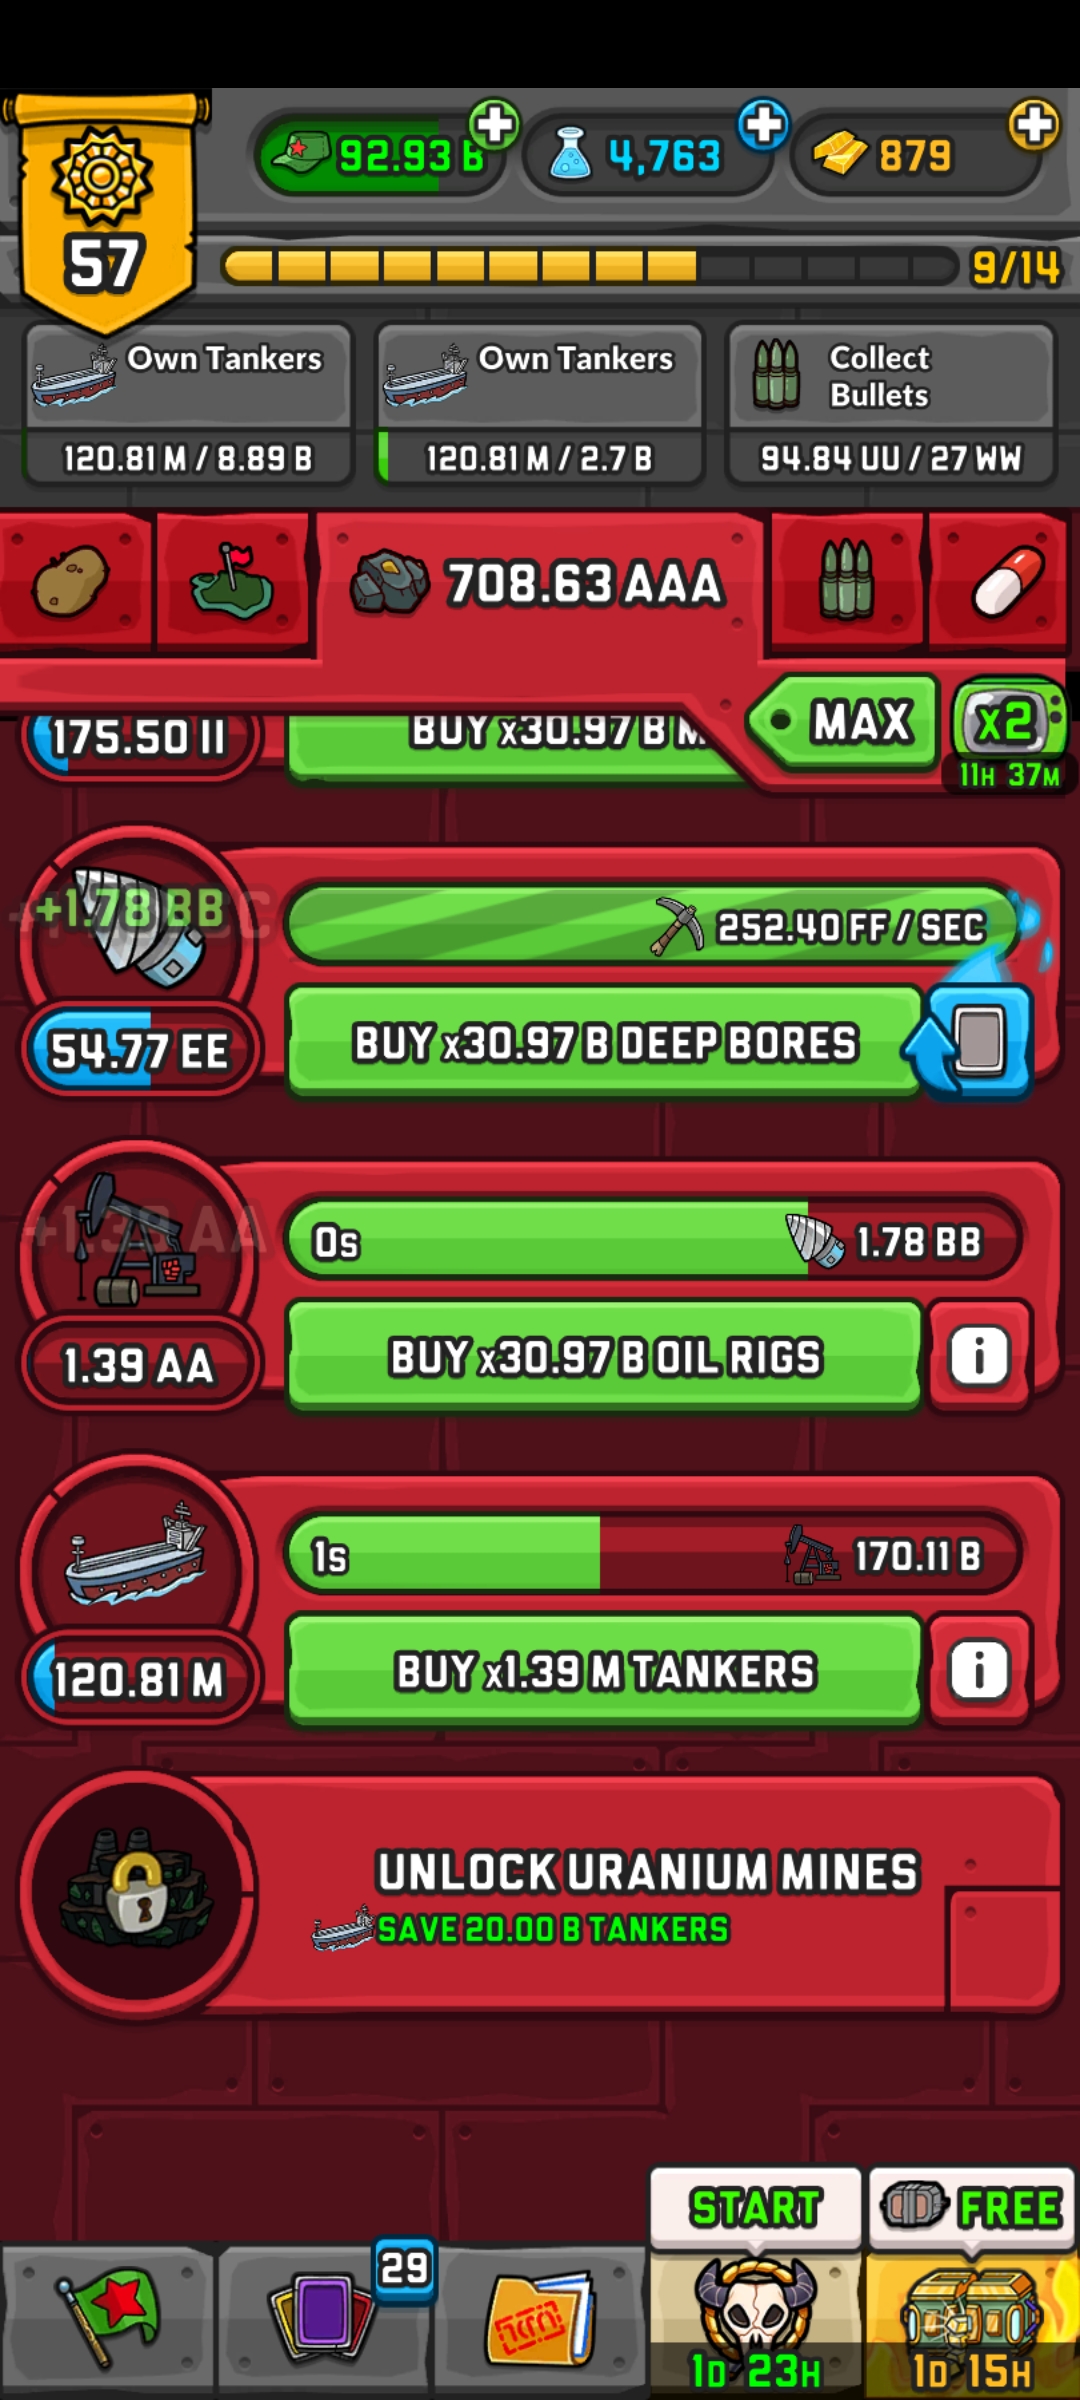 92.93 B
4,763
879
57
9/14
Own Tankers
120.81 M / 8.89 B
Own Tankers
120.81 M / 2.7 B
Collect
Bullets
94.84 UU / 27 WW
708.63 AAA
MAX
x2
11H 37M
175.50 II
BUY x30.97 B
+1.78 BB
252.40 FF / SEC
54.77 EE
BUY x30.97 B DEEP BORES
+1.39 AA
0s
1.78 BB
1.39 AA
BUY x30.97 B OIL RIGS
i
1s
170.11 B
120.81 M
BUY x1.39 M TANKERS
i
UNLOCK URANIUM MINES
SAVE 20.00 B TANKERS
START
FREE
29
1D 23H
1D 15H